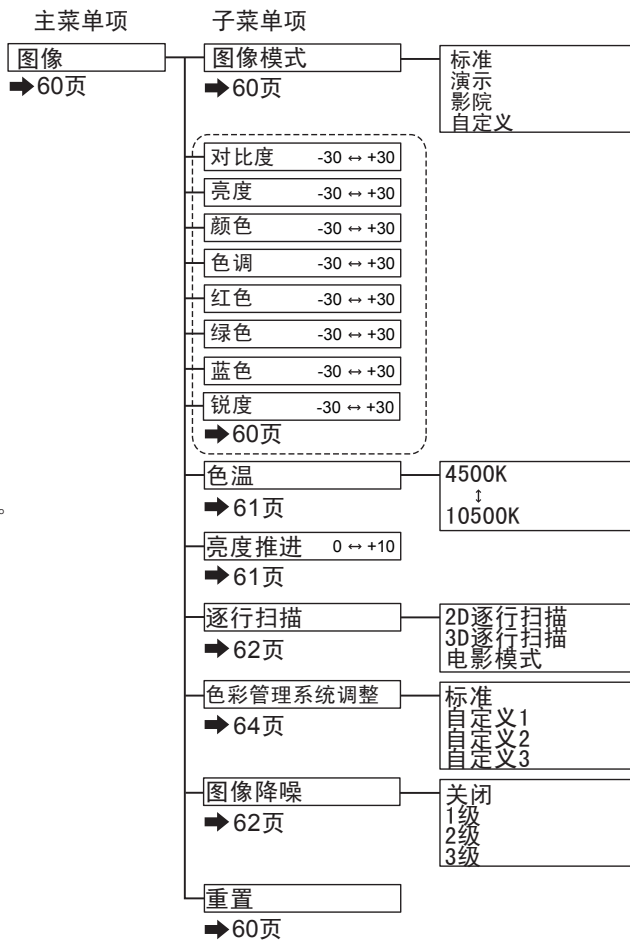 主菜单项 子菜单项
图像 图像模式 标准
➡60页 ➡60页 演示
影院
自定义
对比度 -30 ↔ +30
亮度 -30 ↔ +30
颜色 -30 ↔ +30
色调 -30 ↔ +30
红色 -30 ↔ +30
绿色 -30 ↔ +30
蓝色 -30 ↔ +30
锐度 -30 ↔ +30
➡60页
色温 4500K
➡61页 ↕
。 10500K
亮度推进 0 ↔ +10
➡61页
逐行扫描 2D逐行扫描
➡62页 3D逐行扫描
电影模式
色彩管理系统调整 标准
➡64页 自定义1
自定义2
自定义3
图像降噪 关闭
➡62页 1级
2级
3级
重置
➡60页